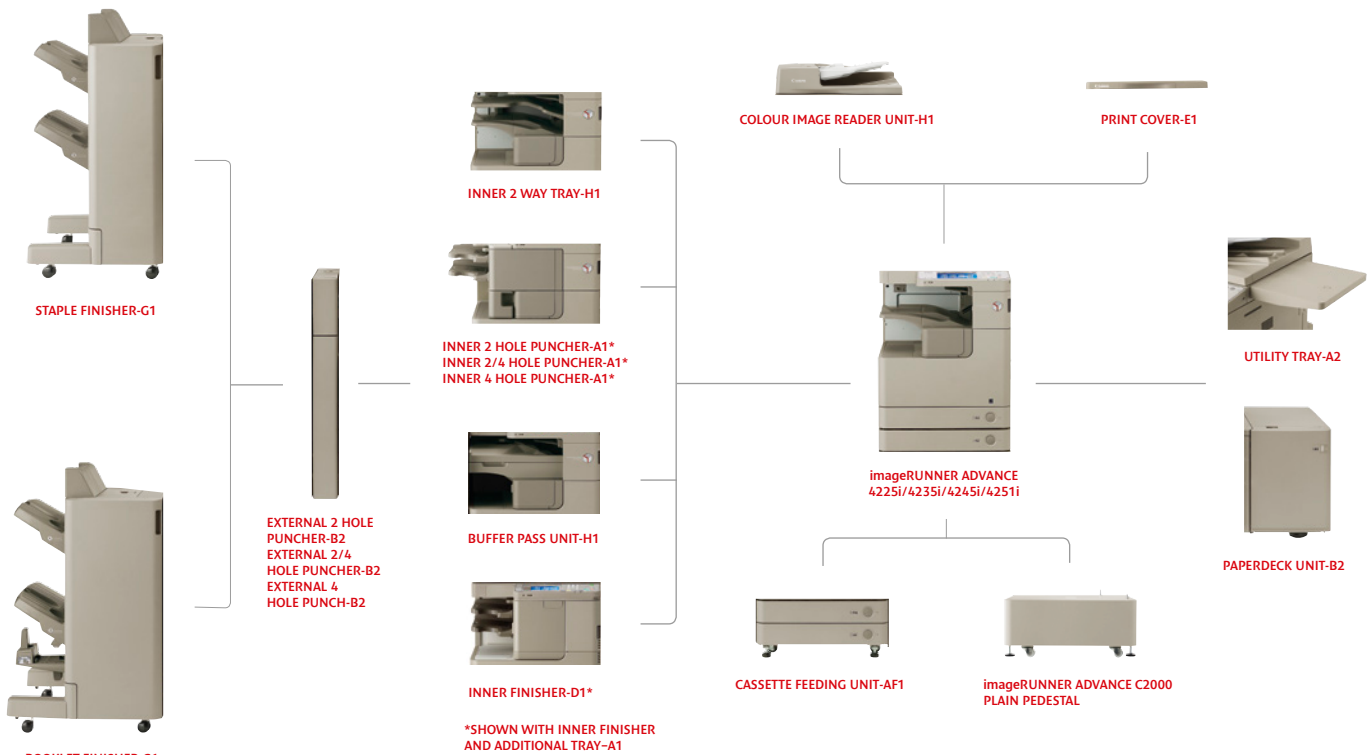 COLOUR IMAGE READER UNIT-H1
PRINT COVER-E1
INNER 2 WAY TRAY-H1
STAPLE FINISHER-G1
INNER 2 HOLE PUNCHER-A1*
INNER 2/4 HOLE PUNCHER-A1*
INNER 4 HOLE PUNCHER-A1*
UTILITY TRAY-A2
imageRUNNER ADVANCE
4225i/4235i/4245i/4251i
EXTERNAL 2 HOLE
PUNCHER-B2
EXTERNAL 2/4
HOLE PUNCHER-B2
EXTERNAL 4
HOLE PUNCH-B2
BUFFER PASS UNIT-H1
PAPERDECK UNIT-B2
INNER FINISHER-D1*
CASSETTE FEEDING UNIT-AF1
imageRUNNER ADVANCE C2000
PLAIN PEDESTAL
*SHOWN WITH INNER FINISHER
AND ADDITIONAL TRAY-A1